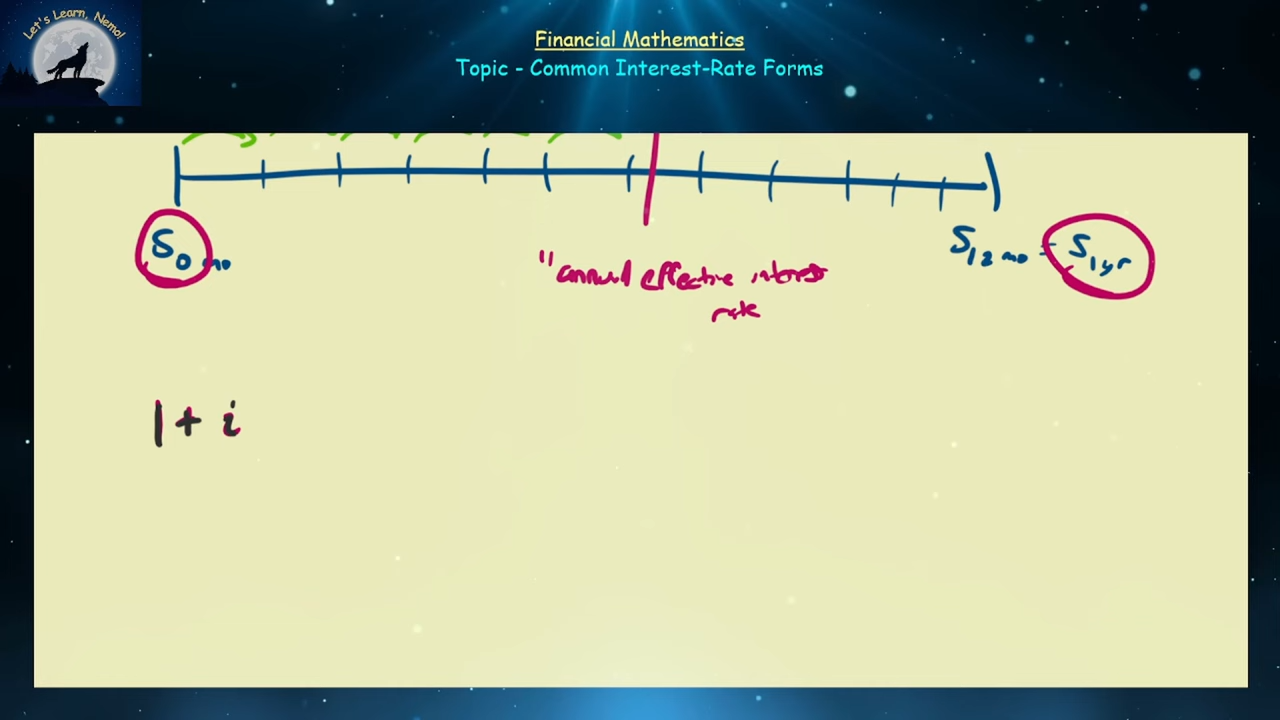 Let's Learn, Nemo!
Financial Mathematics
Topic - Common Interest-Rate Forms
S0 mo
S12 mo = S1yr
"annual effective interest
rate
1 + i